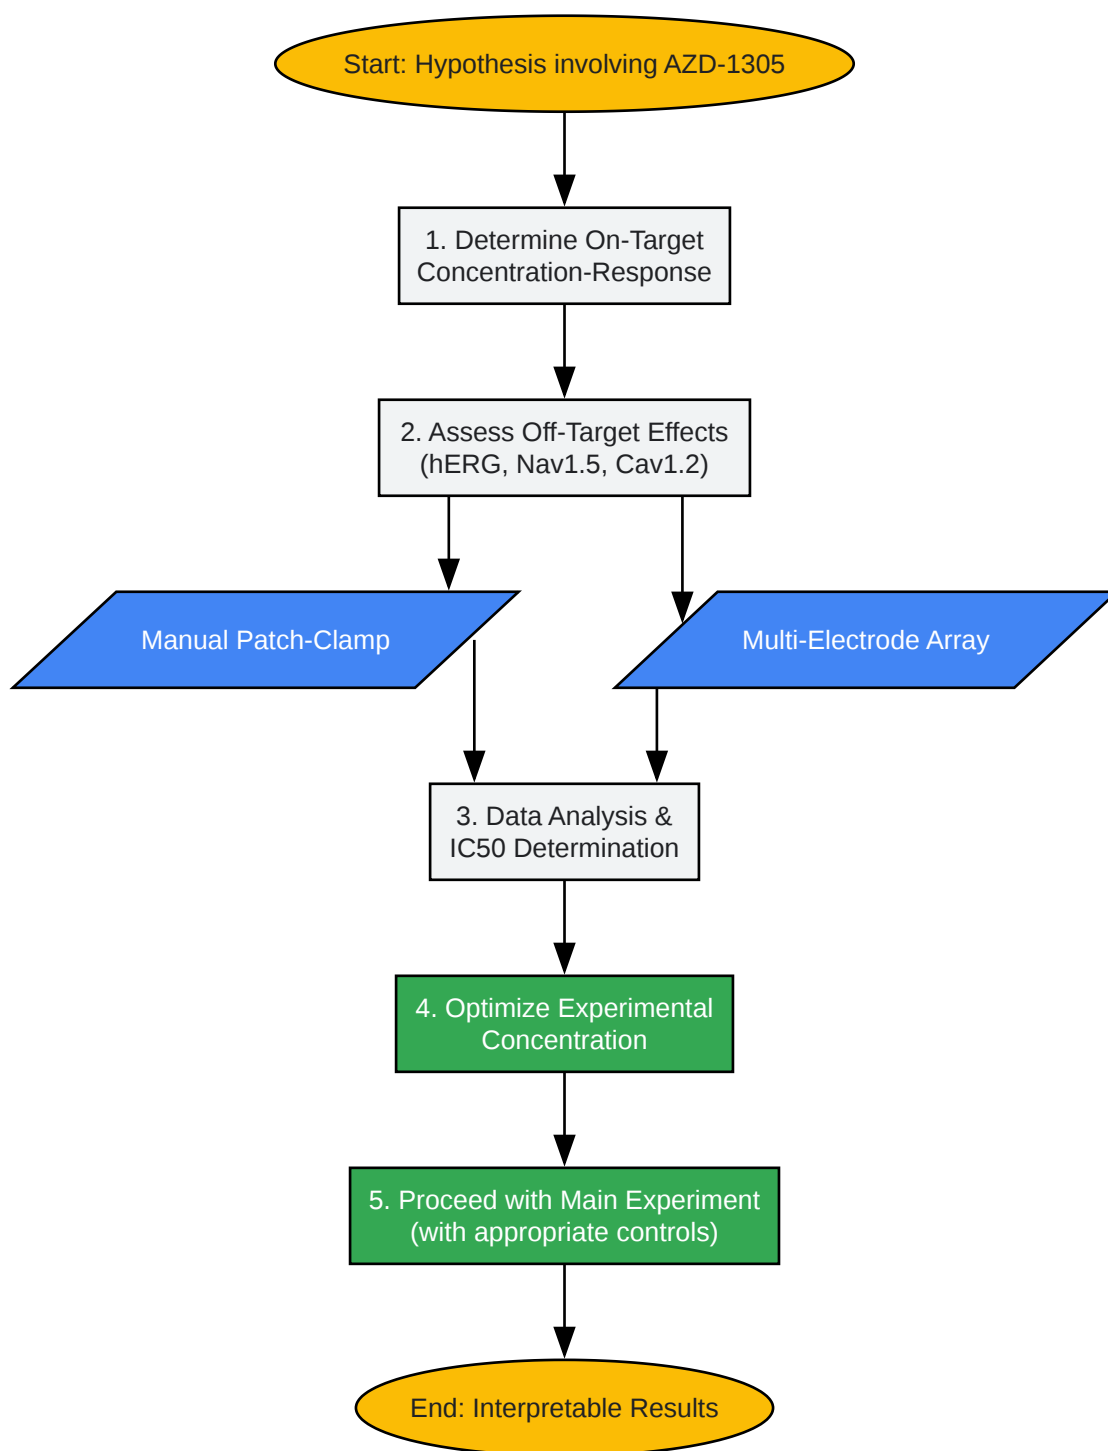 Start: Hypothesis involving AZD-1305
1. Determine On-Target
Concentration-Response
2. Assess Off-Target Effects
(hERG, Nav1.5, Cav1.2)
Manual Patch-Clamp
Multi-Electrode Array
3. Data Analysis &
IC50 Determination
4. Optimize Experimental
Concentration
5. Proceed with Main Experiment
(with appropriate controls)
End: Interpretable Results